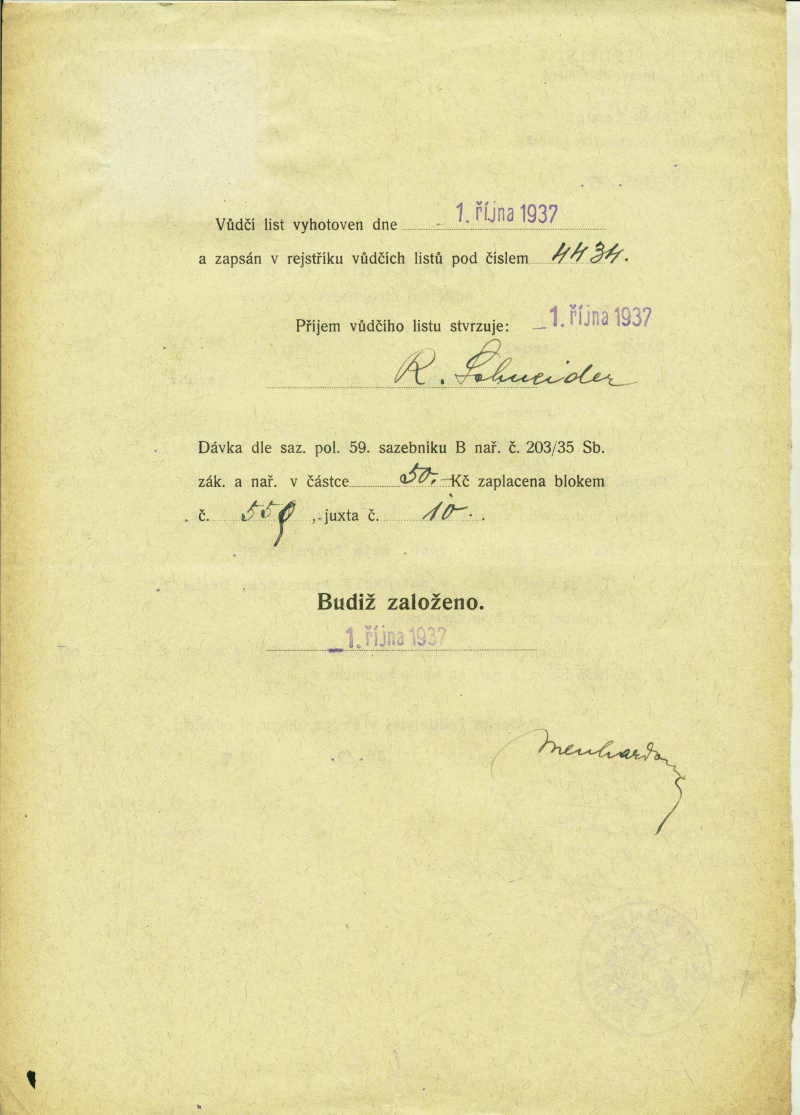 Vůdčí list vyhotoven dne - 1. října 1937
a zapsán v rejstříku vůdčích listů pod číslem 4434.
Příjem vůdčího listu stvrzuje: - 1. října 1937
R. Schneider
Dávka dle saz. pol. 59. sazebníku B nař. č. 203/35 Sb.
zák. a nař. v částce 50.- Kč zaplacena blokem
č. 559, juxta č. 10.
Budiž založeno.
- 1. října 1937